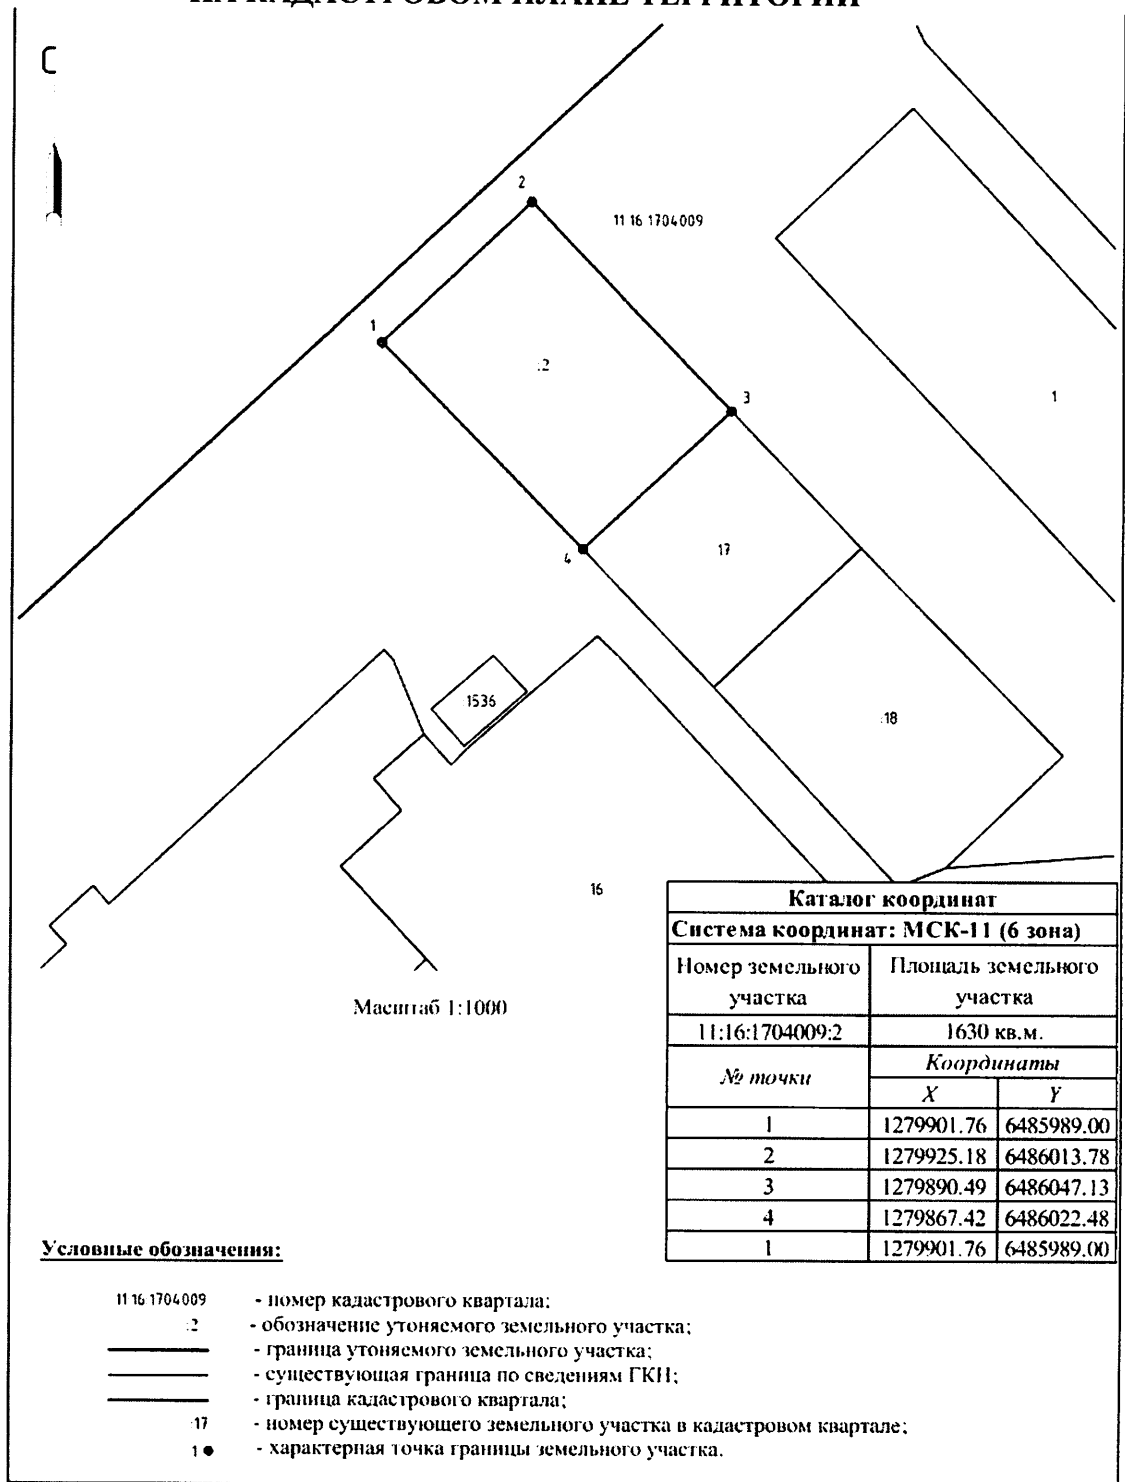 НА КАДАСТРОВОМ ПЛАНЕ ТЕРРИТОРИИ
С
2
11 16 1704009
1
:2
3
1
4
17
1536
:18
16
Масштаб 1:1000
Каталог координат
Система координат: МСК-11 (6 зона)
Номер земельного участка
Площадь земельного участка
11:16:1704009:2
1630 кв.м.
№ точки
Координаты
X
Y
1 1279901.76 6485989.00
2 1279925.18 6486013.78
3 1279890.49 6486047.13
4 1279867.42 6486022.48
1 1279901.76 6485989.00
Условные обозначения:
11 16 1704009 - номер кадастрового квартала;
:2 - обозначение утоняемого земельного участка;
- граница утоняемого земельного участка;
- существующая граница по сведениям ГКН;
- граница кадастрового квартала;
:17 - номер существующего земельного участка в кадастровом квартале;
1 - характерная точка границы земельного участка.